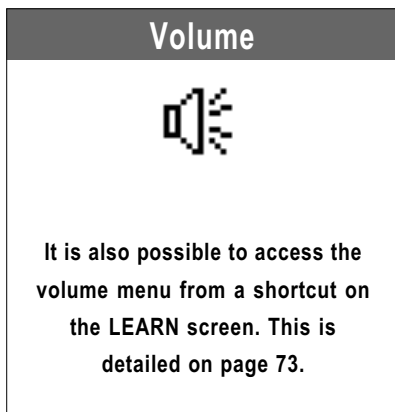 Volume
It is also possible to access the
volume menu from a shortcut on
the LEARN screen. This is
detailed on page 73.